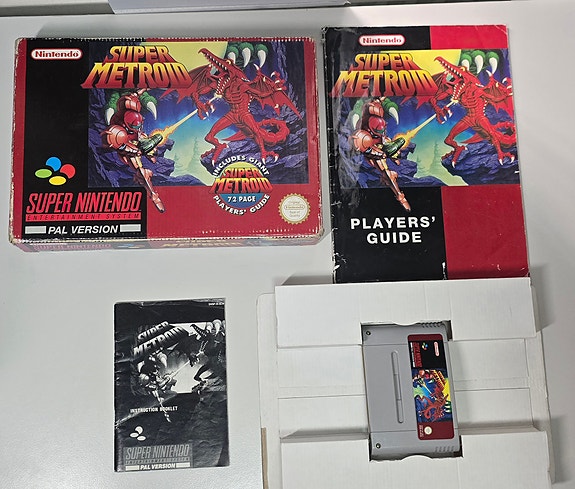 Nintendo
SUPER
METROID
INCLUDES GIANT
SUPER
METROID
72 PAGE
PLAYERS' GUIDE
SUPER NINTENDO
ENTERTAINMENT SYSTEM
PAL VERSION
Nintendo
SUPER
METROID
PLAYERS'
GUIDE
SUPER
METROID
INSTRUCTION BOOKLET
SUPER NINTENDO
ENTERTAINMENT SYSTEM
PAL VERSION